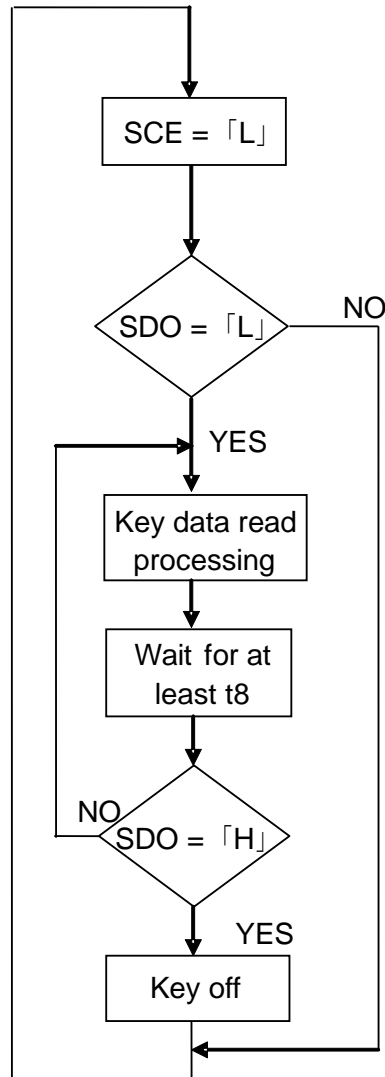 SCE = 「L」
SDO = 「L」
NO
YES
Key data read
processing
Wait for at
least t8
NO
SDO = 「H」
YES
Key off